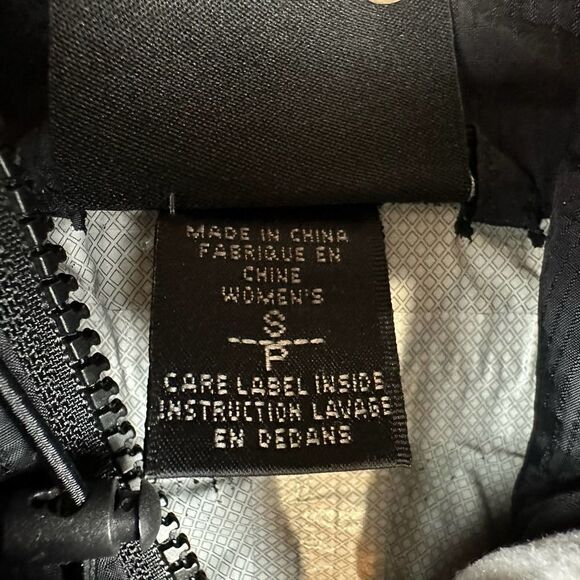 MADE IN CHINA
FABRIQUE EN
CHINE
WOMEN'S
S
P
CARE LABEL INSIDE
INSTRUCTION LAVAGE
EN DEDANS